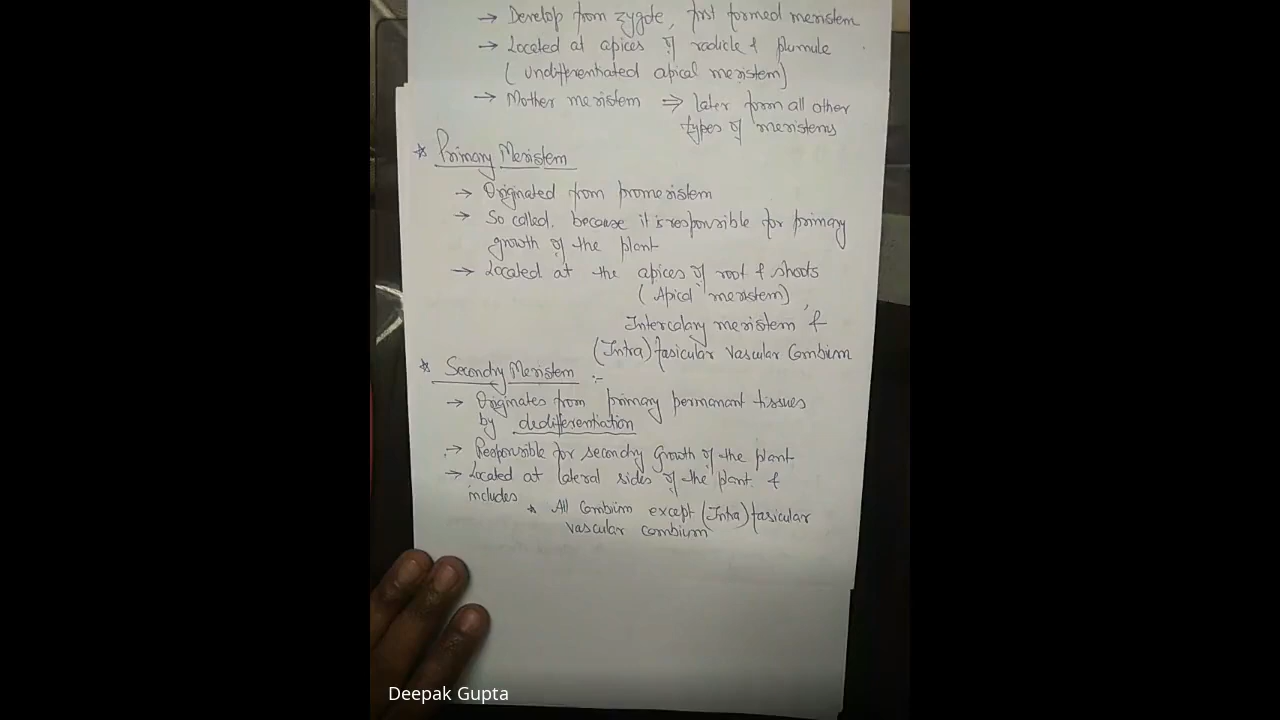 → Develop from zygote, first formed meristem
→ Located at apices of radicle & plumule
(undifferentiated apical meristem)
→ Mother meristem ⇒ later form all other
types of meristems
* Primary Meristem
→ Originated from promeristem
→ So called. because it is responsible for primary
growth of the plant
→ Located at the apices of root & shoots
(Apical meristem),
Intercalary meristem &
(Intra) fasicular vascular Cambium
* Secondry Meristem :-
→ Originates from primary permanant tissues
by dedifferentiation
→ Responsible for secondry Growth of the plant
→ Located at lateral sides of the plant &
includes
* All Cambium except (Intra) fasicular
vascular cambium
Deepak Gupta